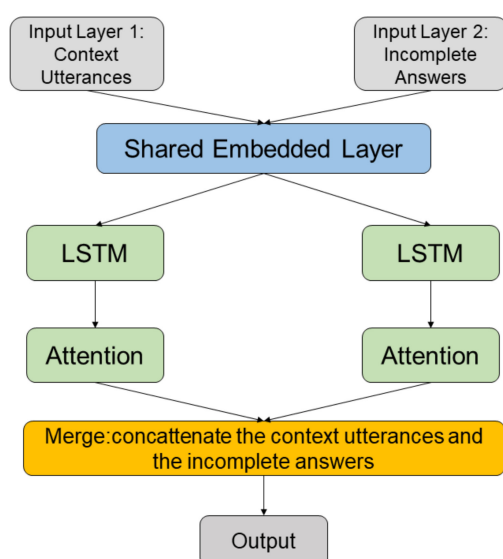 Input Layer 1:
Context
Utterances
Input Layer 2:
Incomplete
Answers
Shared Embedded Layer
LSTM
LSTM
Attention
Attention
Merge:concattenate the context utterances and
the incomplete answers
Output